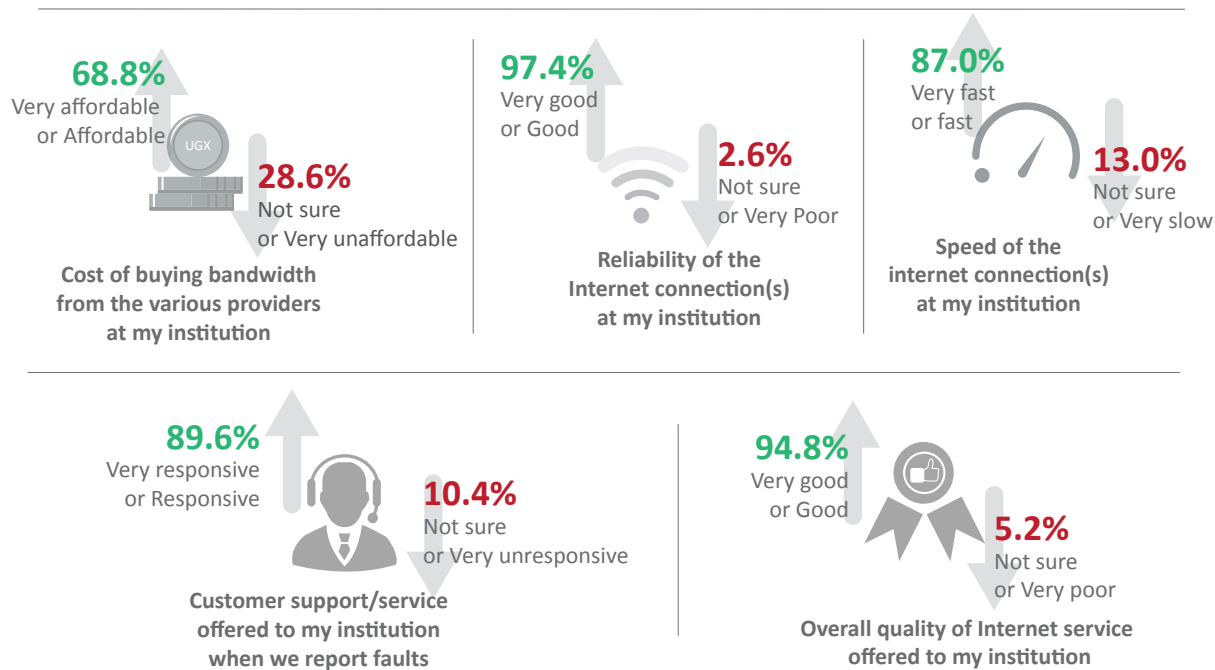 68.8%
Very affordable
or Affordable
UGX
28.6%
Not sure
or Very unaffordable
Cost of buying bandwidth
from the various providers
at my institution
97.4%
Very good
or Good
2.6%
Not sure
or Very Poor
Reliability of the
Internet connection(s)
at my institution
87.0%
Very fast
or fast
13.0%
Not sure
or Very slow
Speed of the
internet connection(s)
at my institution
89.6%
Very responsive
or Responsive
10.4%
Not sure
or Very unresponsive
Customer support/service
offered to my institution
when we report faults
94.8%
Very good
or Good
5.2%
Not sure
or Very poor
Overall quality of Internet service
offered to my institution